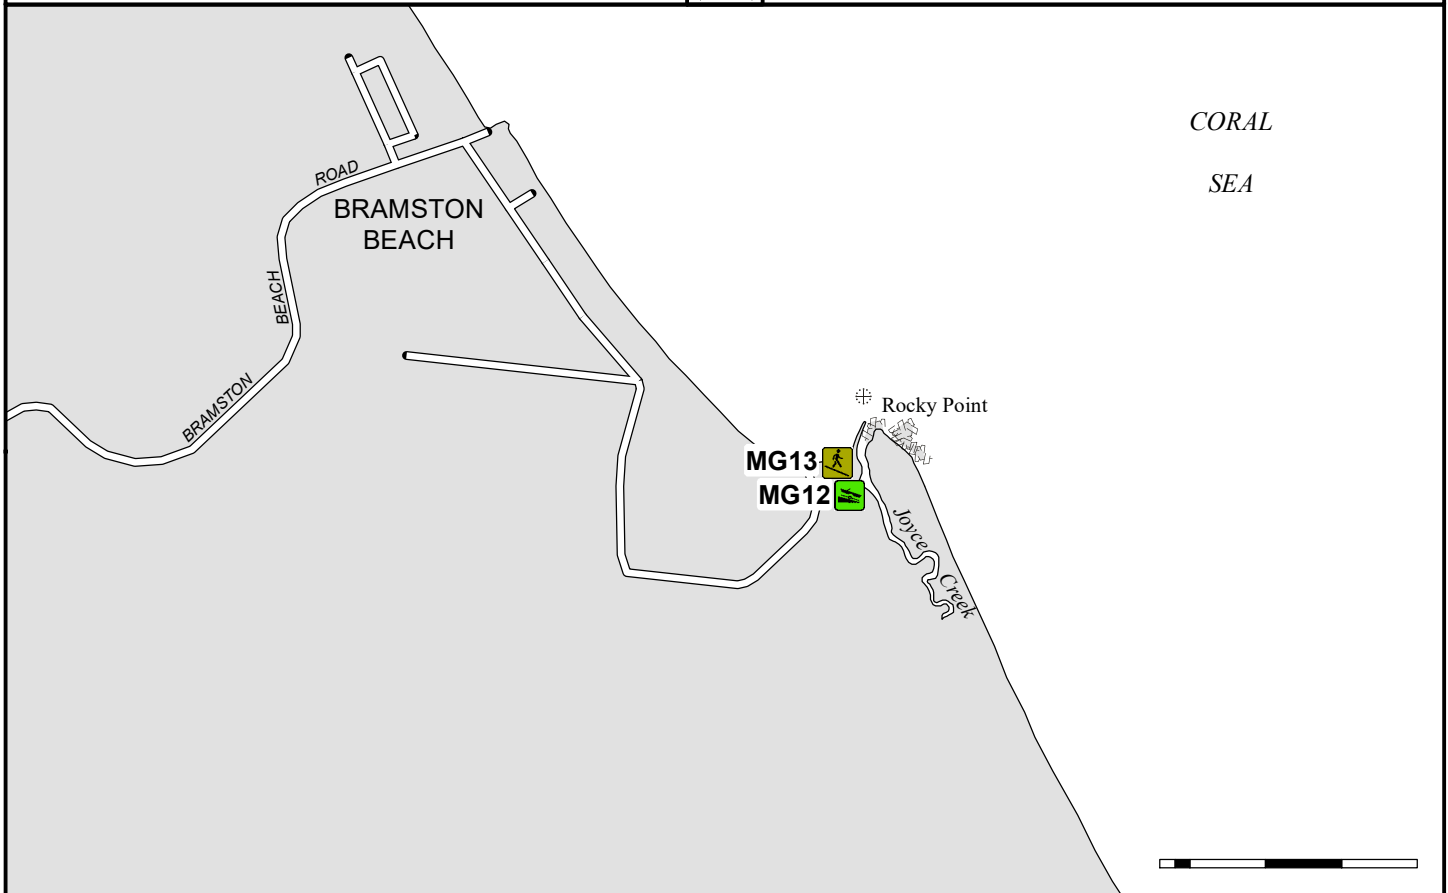 CORAL
SEA
ROAD
BRAMSTON
BEACH
BEACH
BRAMSTON
Rocky Point
MG13
MG12
Joyce
Creek